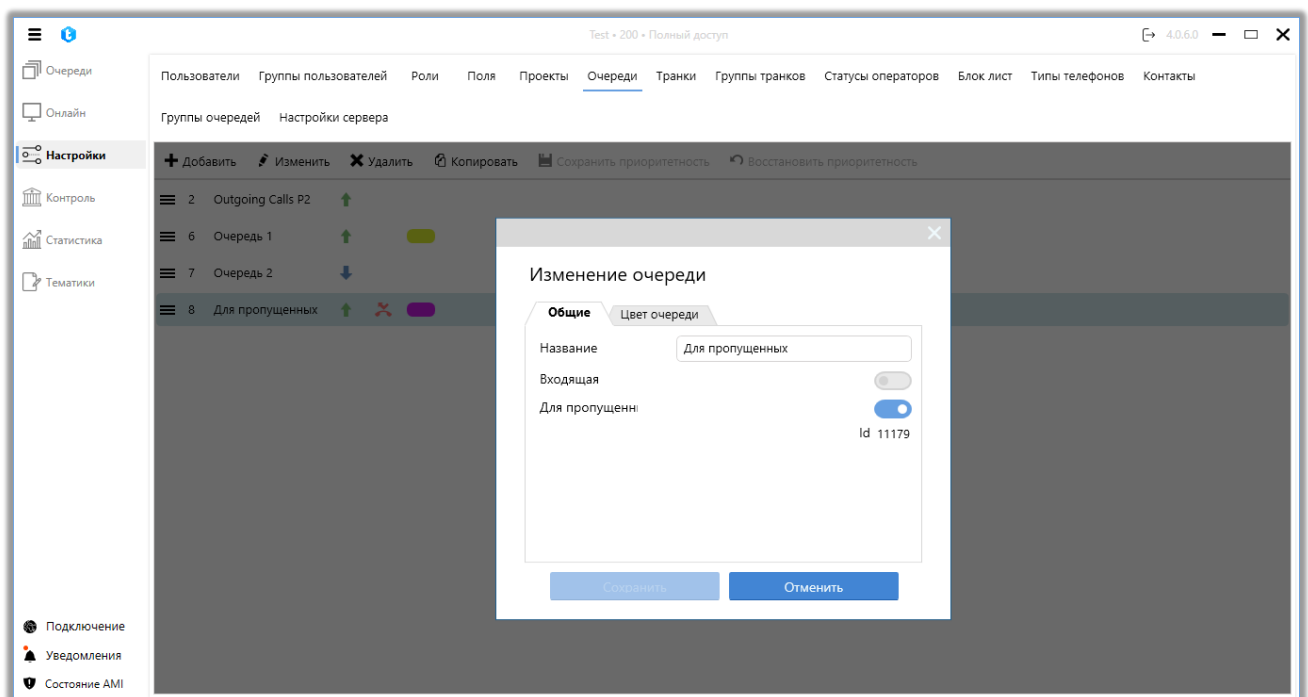 Test • 200 • Полный доступ
4.0.6.0
Очереди
Онлайн
Настройки
Контроль
Статистика
Тематики
Подключение
Уведомления
Состояние AMI
Пользователи Группы пользователей Роли Поля Проекты Очереди Транки Группы транков Статусы операторов Блок лист Типы телефонов Контакты
Группы очередей Настройки сервера
Добавить Изменить Удалить Копировать Сохранить приоритетность Восстановить приоритетность
2 Outgoing Calls P2
6 Очередь 1
7 Очередь 2
8 Для пропущенных
Изменение очереди
Общие Цвет очереди
Название Для пропущенных
Входящая
Для пропущенн
Id 11179
Сохранить Отменить